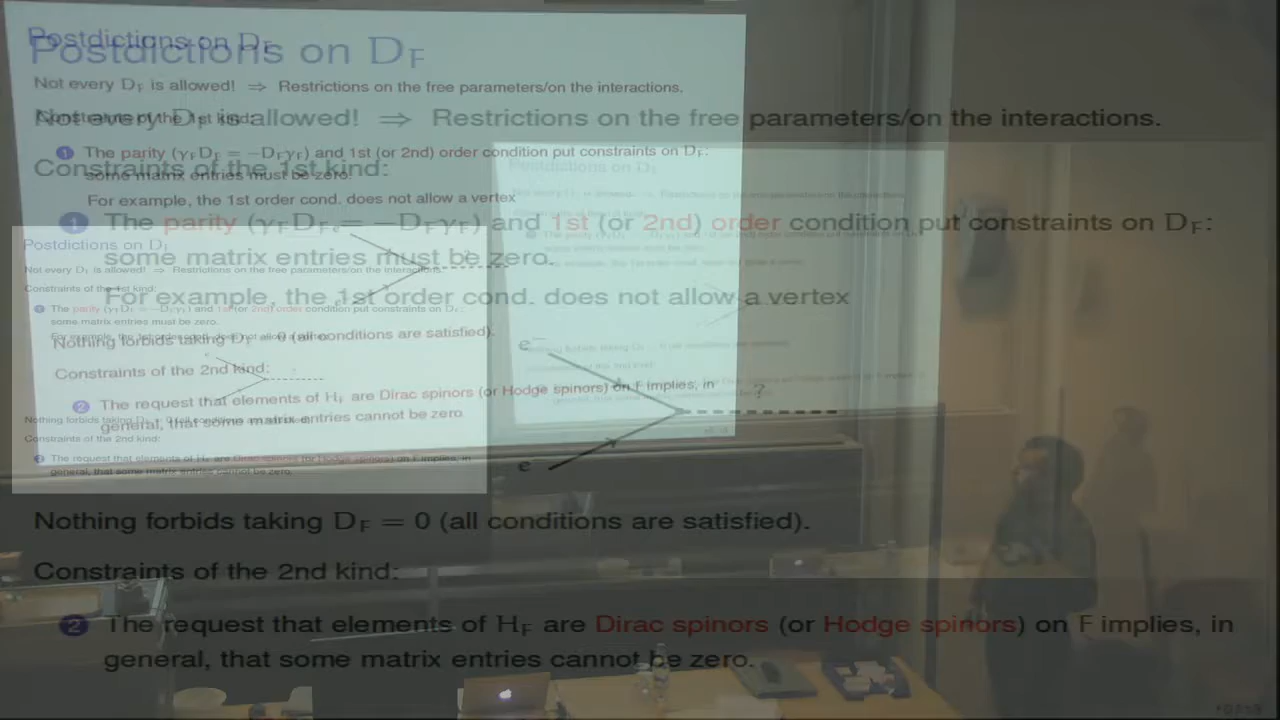 Postdictions on D_F
Not every D_F is allowed! ⟹ Restrictions on the free parameters/on the interactions.
Constraints of the 1st kind:
1 The parity (γ_F D_F = −D_F γ_F) and 1st (or 2nd) order condition put constraints on D_F:
some matrix entries must be zero.
For example, the 1st order cond. does not allow a vertex
e⁻
?
e
Nothing forbids taking D_F = 0 (all conditions are satisfied).
Constraints of the 2nd kind:
2 The request that elements of H_F are Dirac spinors (or Hodge spinors) on F implies, in
general, that some matrix entries cannot be zero.